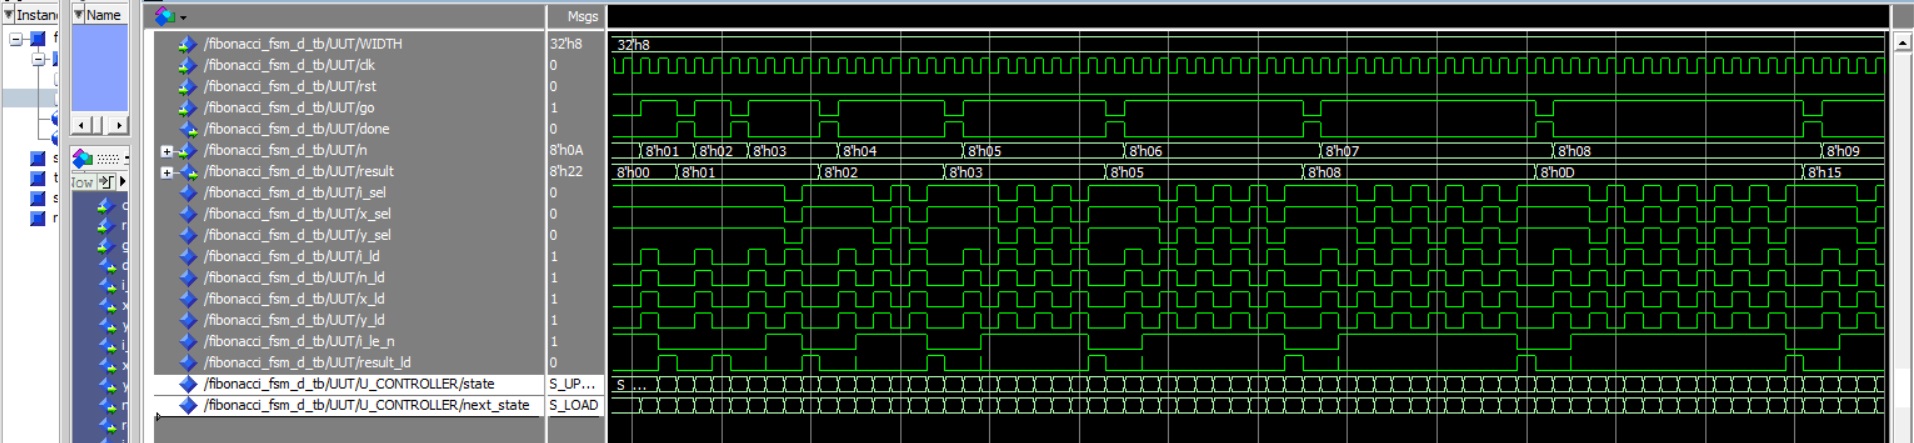 Instanc
Name
Msgs
/fibonacci_fsm_d_tb/UUT/WIDTH 32'h8 32'h8
/fibonacci_fsm_d_tb/UUT/clk 0
/fibonacci_fsm_d_tb/UUT/rst 0
/fibonacci_fsm_d_tb/UUT/go 1
/fibonacci_fsm_d_tb/UUT/done 0
/fibonacci_fsm_d_tb/UUT/n 8'h0A 8'h01 8'h02 8'h03 8'h04 8'h05 8'h06 8'h07 8'h08 8'h09
/fibonacci_fsm_d_tb/UUT/result 8'h22 8'h00 8'h01 8'h02 8'h03 8'h05 8'h08 8'h0D 8'h15
/fibonacci_fsm_d_tb/UUT/i_sel 0
/fibonacci_fsm_d_tb/UUT/x_sel 0
/fibonacci_fsm_d_tb/UUT/y_sel 0
/fibonacci_fsm_d_tb/UUT/i_ld 1
/fibonacci_fsm_d_tb/UUT/n_ld 1
/fibonacci_fsm_d_tb/UUT/x_ld 1
/fibonacci_fsm_d_tb/UUT/y_ld 1
/fibonacci_fsm_d_tb/UUT/i_le_n 1
/fibonacci_fsm_d_tb/UUT/result_ld 0
/fibonacci_fsm_d_tb/UUT/U_CONTROLLER/state S_UP... S ...
/fibonacci_fsm_d_tb/UUT/U_CONTROLLER/next_state S_LOAD